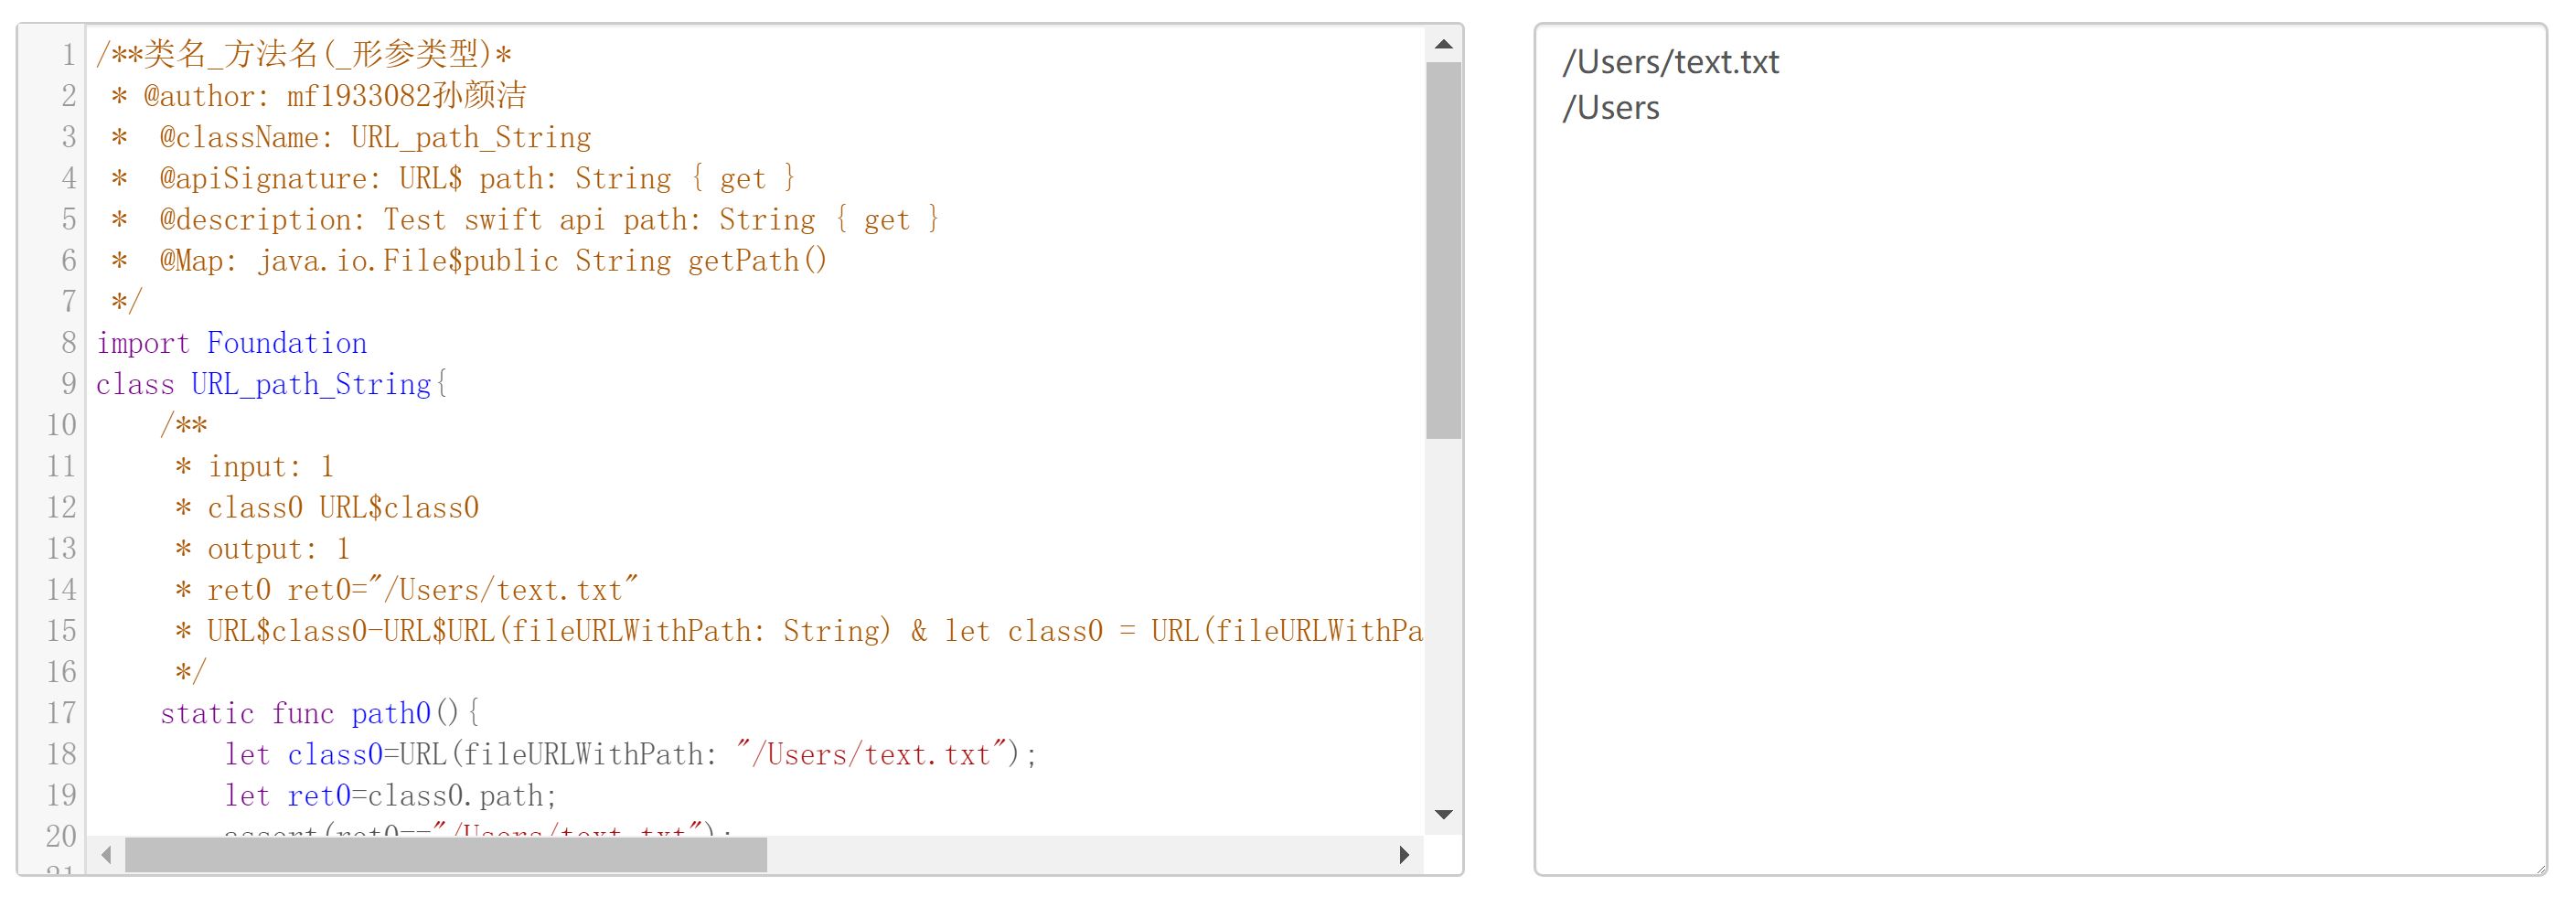 1 /**类名_方法名(_形参类型)*
2  * @author: mf1933082孙颜洁
3  *  @className: URL_path_String
4  *  @apiSignature: URL$ path: String { get }
5  *  @description: Test swift api path: String { get }
6  *  @Map: java.io.File$public String getPath()
7  */
8 import Foundation
9 class URL_path_String{
10     /**
11      * input: 1
12      * class0 URL$class0
13      * output: 1
14      * ret0 ret0="/Users/text.txt"
15      * URL$class0-URL$URL(fileURLWithPath: String) & let class0 = URL(fileURLWithPa
16      */
17     static func path0(){
18         let class0=URL(fileURLWithPath: "/Users/text.txt");
19         let ret0=class0.path;
20         assert(ret0=="/Users/text.txt");
21
/Users/text.txt
/Users